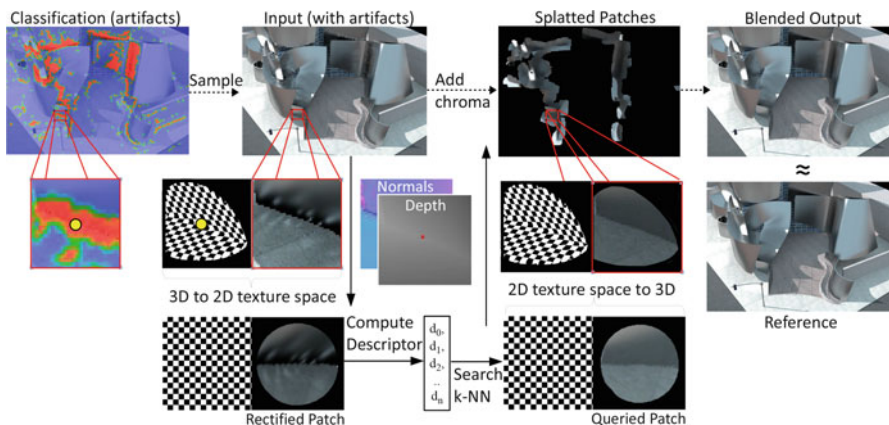 Classification (artifacts)
Input (with artifacts)
Splatted Patches
Blended Output
Sample
Add
chroma
≈
Normals
Depth
3D to 2D texture space
2D texture space to 3D
Reference
Compute
Descriptor
d0,
d1,
d2,
..
dn
Search
k-NN
Rectified Patch
Queried Patch